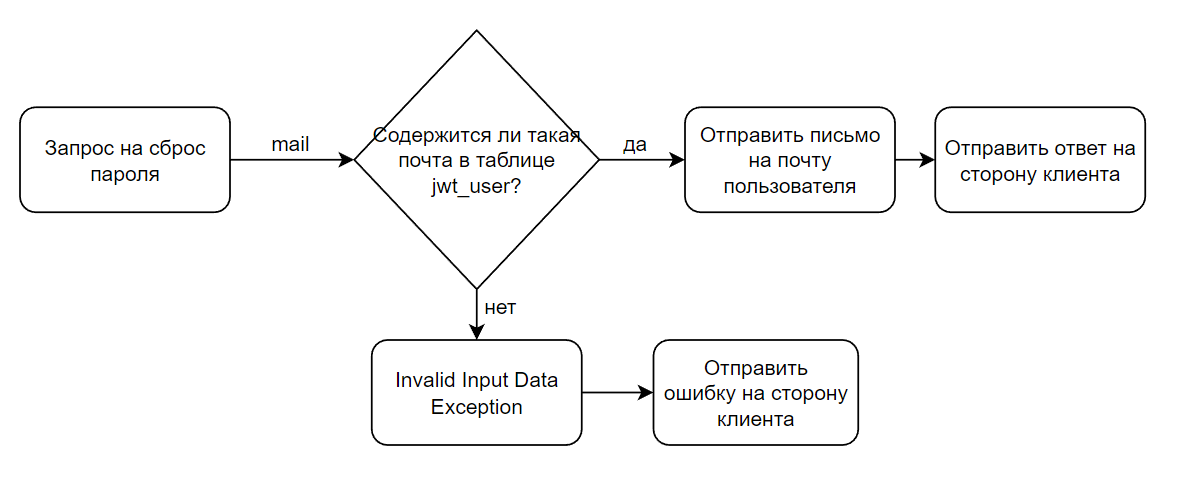 Запрос на сброс
пароля
mail
Содержится ли такая
почта в таблице
jwt_user?
да
Отправить письмо
на почту
пользователя
Отправить ответ на
сторону клиента
нет
Invalid Input Data
Exception
Отправить
ошибку на сторону
клиента